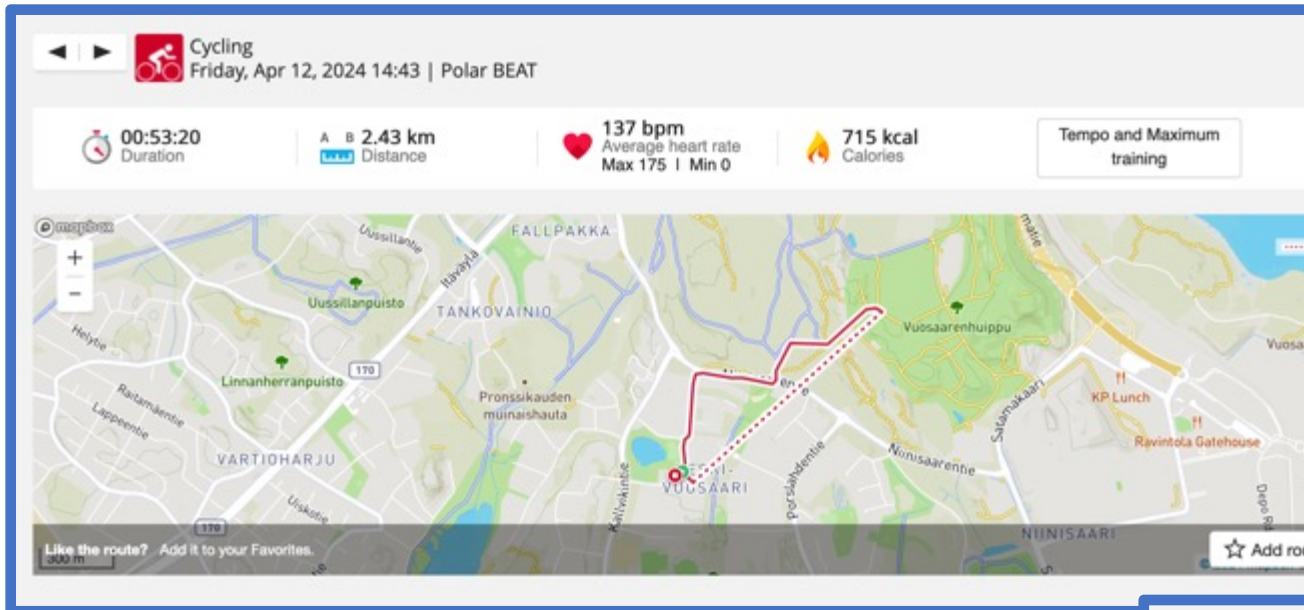 Cycling
Friday, Apr 12, 2024 14:43 | Polar BEAT
00:53:20
Duration
A B 2.43 km
Distance
137 bpm
Average heart rate
Max 175 | Min 0
715 kcal
Calories
Tempo and Maximum
training
mapbox
+
−
Uussillantie
FALLPAKKA
Itäväylä
Uussillanpuisto
TANKOVAINIO
Vuosaarenhuippu
Helytie
170
Linnanherranpuisto
Pronssikauden
muinaishauta
KP Lunch
Raitamäentie
Lappeentie
Satamakaari
Ravintola Gatehouse
VARTIOHARJU
Niinisaarentie
VUOSAARI
Kallvikintie
Porslahdentie
Uiskotie
170
NIINISAARI
Like the route? Add it to your Favorites.
300 m